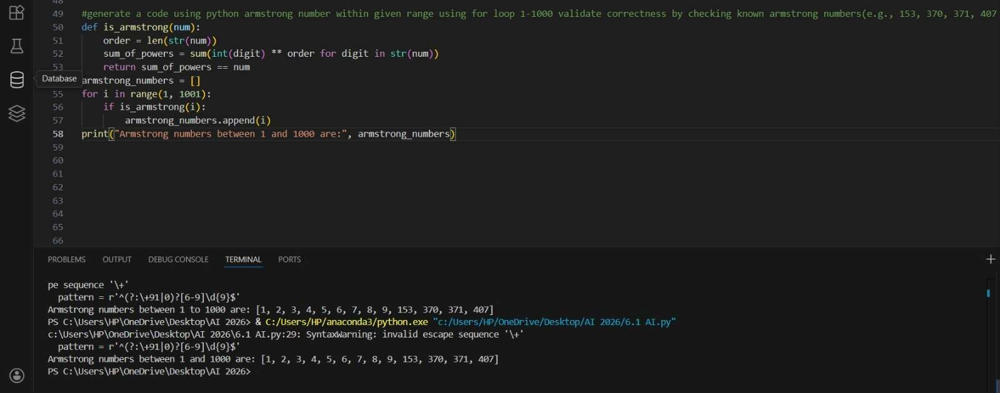 48
49 #generate a code using python armstrong number within given range using for loop 1-1000 validate correctness by checking known armstrong numbers(e.g., 153, 370, 371, 407
50 def is_armstrong(num):
51 order = len(str(num))
52 sum_of_powers = sum(int(digit) ** order for digit in str(num))
53 return sum_of_powers == num
Database
armstrong_numbers = []
55 for i in range(1, 1001):
56 if is_armstrong(i):
57 armstrong_numbers.append(i)
58 print("Armstrong numbers between 1 and 1000 are:", armstrong_numbers)
59
60
61
62
63
64
65
66
PROBLEMS OUTPUT DEBUG CONSOLE TERMINAL PORTS
pe sequence '\+'
pattern = r'^(?:\+91|0)?[6-9]\d{9}$'
Armstrong numbers between 1 to 1000 are: [1, 2, 3, 4, 5, 6, 7, 8, 9, 153, 370, 371, 407]
PS C:\Users\HP\OneDrive\Desktop\AI 2026> & C:/Users/HP/anaconda3/python.exe "c:/Users/HP/OneDrive/Desktop/AI 2026/6.1 AI.py"
c:\Users\HP\OneDrive\Desktop\AI 2026\6.1 AI.py:29: SyntaxWarning: invalid escape sequence '\+'
pattern = r'^(?:\+91|0)?[6-9]\d{9}$'
Armstrong numbers between 1 and 1000 are: [1, 2, 3, 4, 5, 6, 7, 8, 9, 153, 370, 371, 407]
PS C:\Users\HP\OneDrive\Desktop\AI 2026>